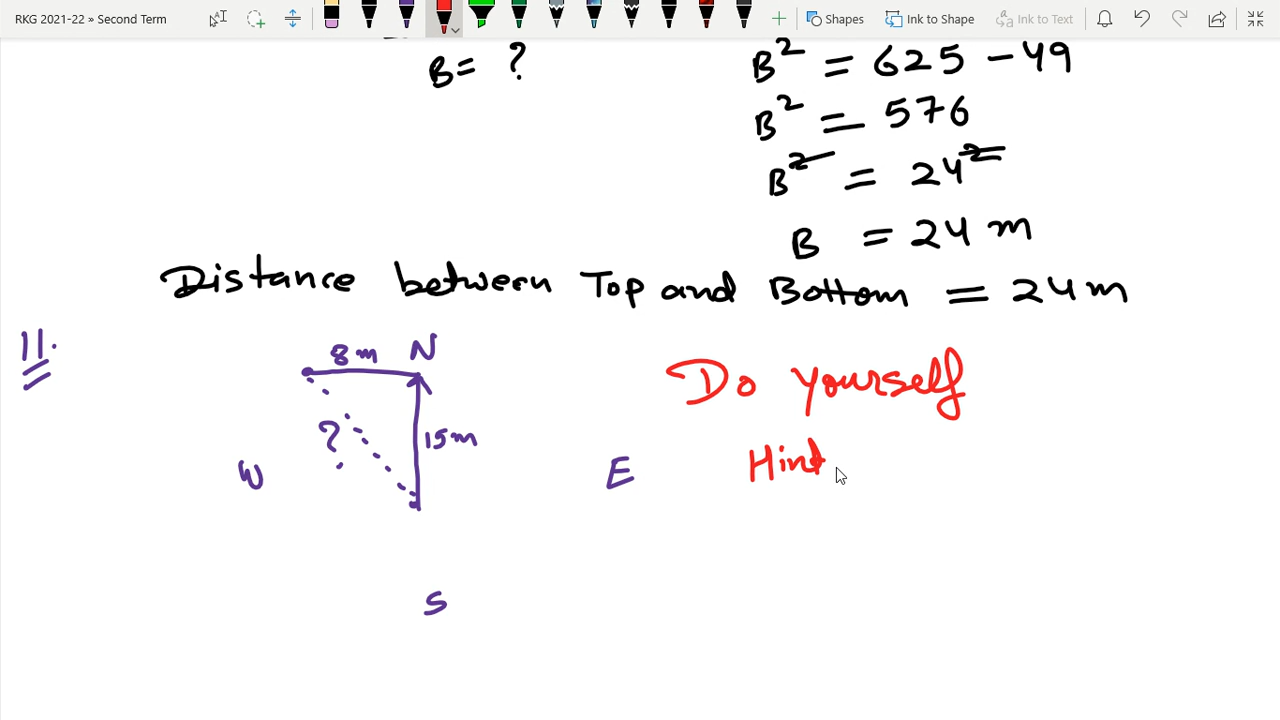 RKG 2021-22 » Second Term
Shapes
Ink to Shape
Ink to Text
B = ?
B² = 625 - 49
B² = 576
B² = 24²
B = 24 m
Distance between Top and Bottom = 24 m
11.
8 m N
Do yourself
?
15 m
W
E
Hint
S